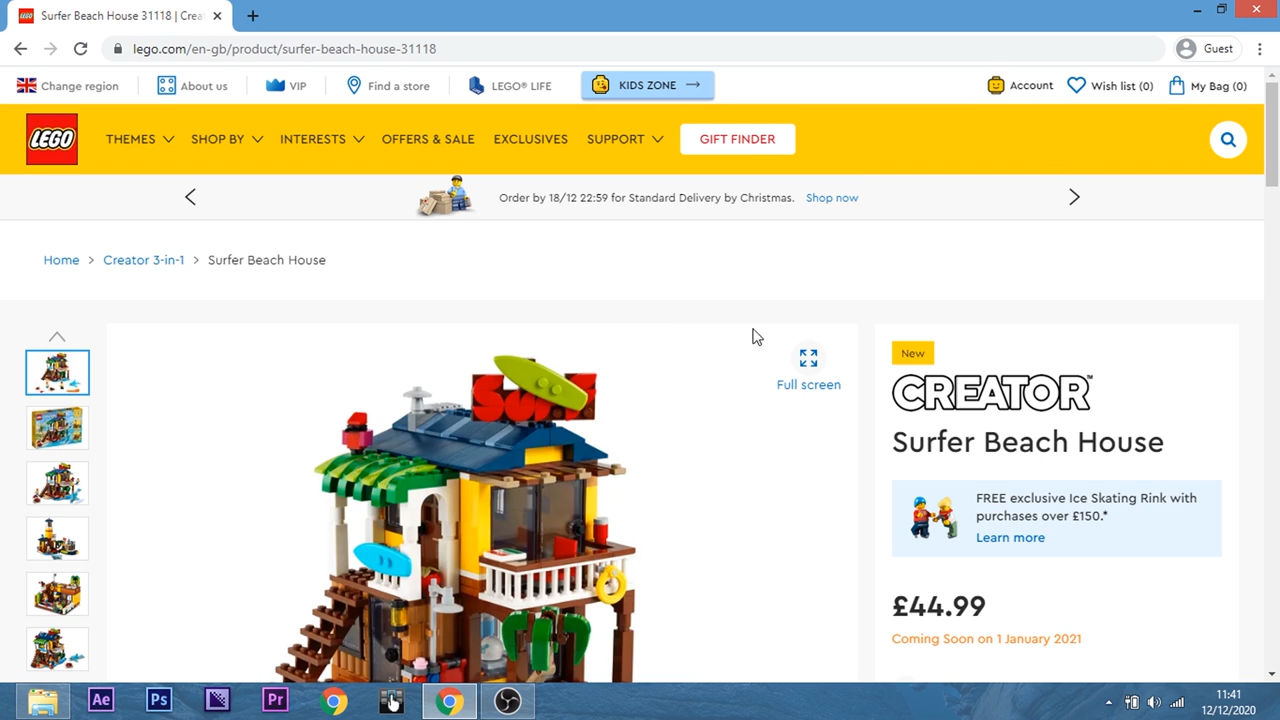 Surfer Beach House 31118 | Crea
lego.com/en-gb/product/surfer-beach-house-31118
Guest
Change region
About us
VIP
Find a store
LEGO® LIFE
KIDS ZONE
Account
Wish list (0)
My Bag (0)
LEGO
THEMES
SHOP BY
INTERESTS
OFFERS & SALE
EXCLUSIVES
SUPPORT
GIFT FINDER
Order by 18/12 22:59 for Standard Delivery by Christmas. Shop now
Home > Creator 3-in-1 > Surfer Beach House
Full screen
New
CREATOR™
Surfer Beach House
FREE exclusive Ice Skating Rink with
purchases over £150.*
Learn more
£44.99
Coming Soon on 1 January 2021
Ae
Ps
Pr
11:41
12/12/2020